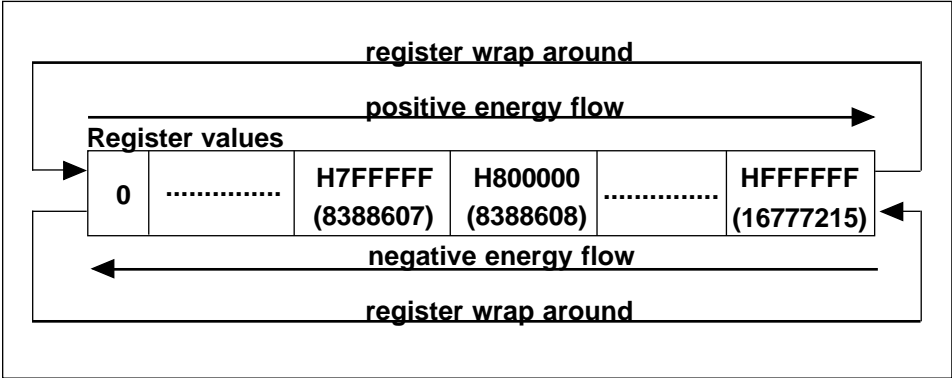 register wrap around
positive energy flow
Register values
0 ............... H7FFFFF H800000 ............... HFFFFFF
(8388607) (8388608) (16777215)
negative energy flow
register wrap around